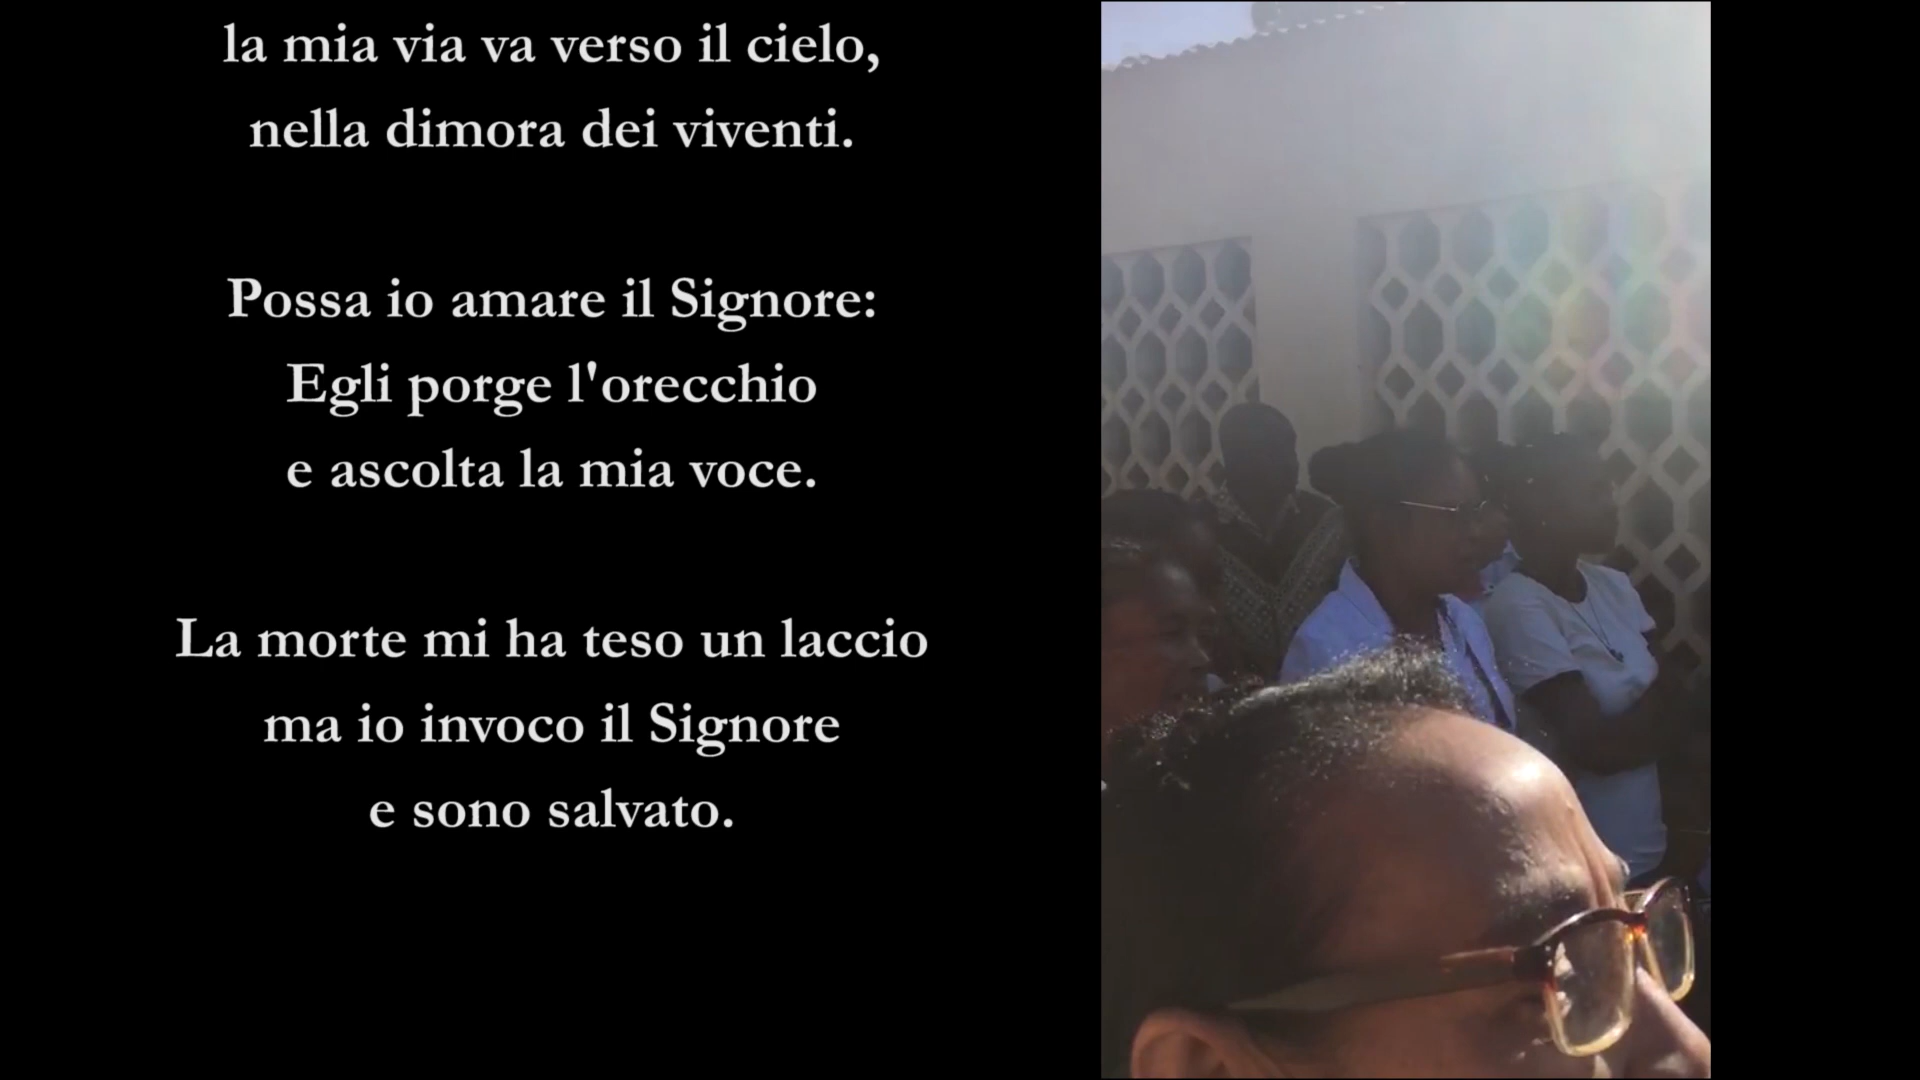 la mia via va verso il cielo,
nella dimora dei viventi.
Possa io amare il Signore:
Egli porge l'orecchio
e ascolta la mia voce.
La morte mi ha teso un laccio
ma io invoco il Signore
e sono salvato.